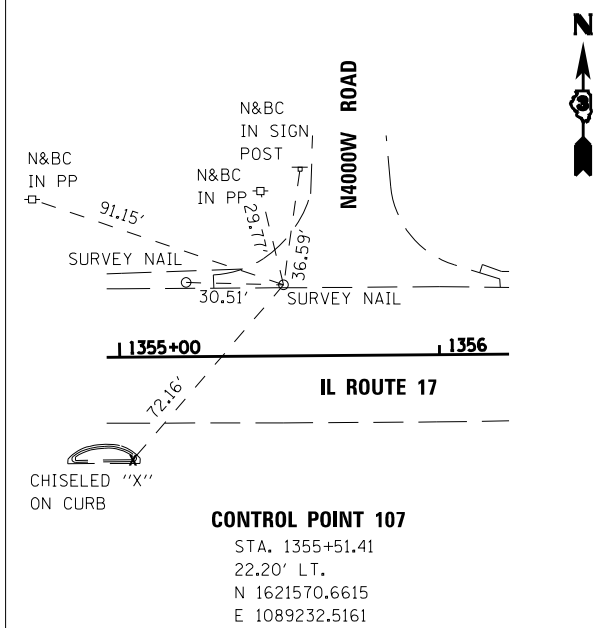 N
3
N4000W ROAD
N&BC
IN SIGN
POST
N&BC
IN PP
N&BC
IN PP
91.15'
29.77'
36.59'
SURVEY NAIL
30.51'
SURVEY NAIL
1355+00
1356
IL ROUTE 17
72.16'
X
CHISELED "X"
ON CURB
CONTROL POINT 107
STA. 1355+51.41
22.20' LT.
N 1621570.6615
E 1089232.5161